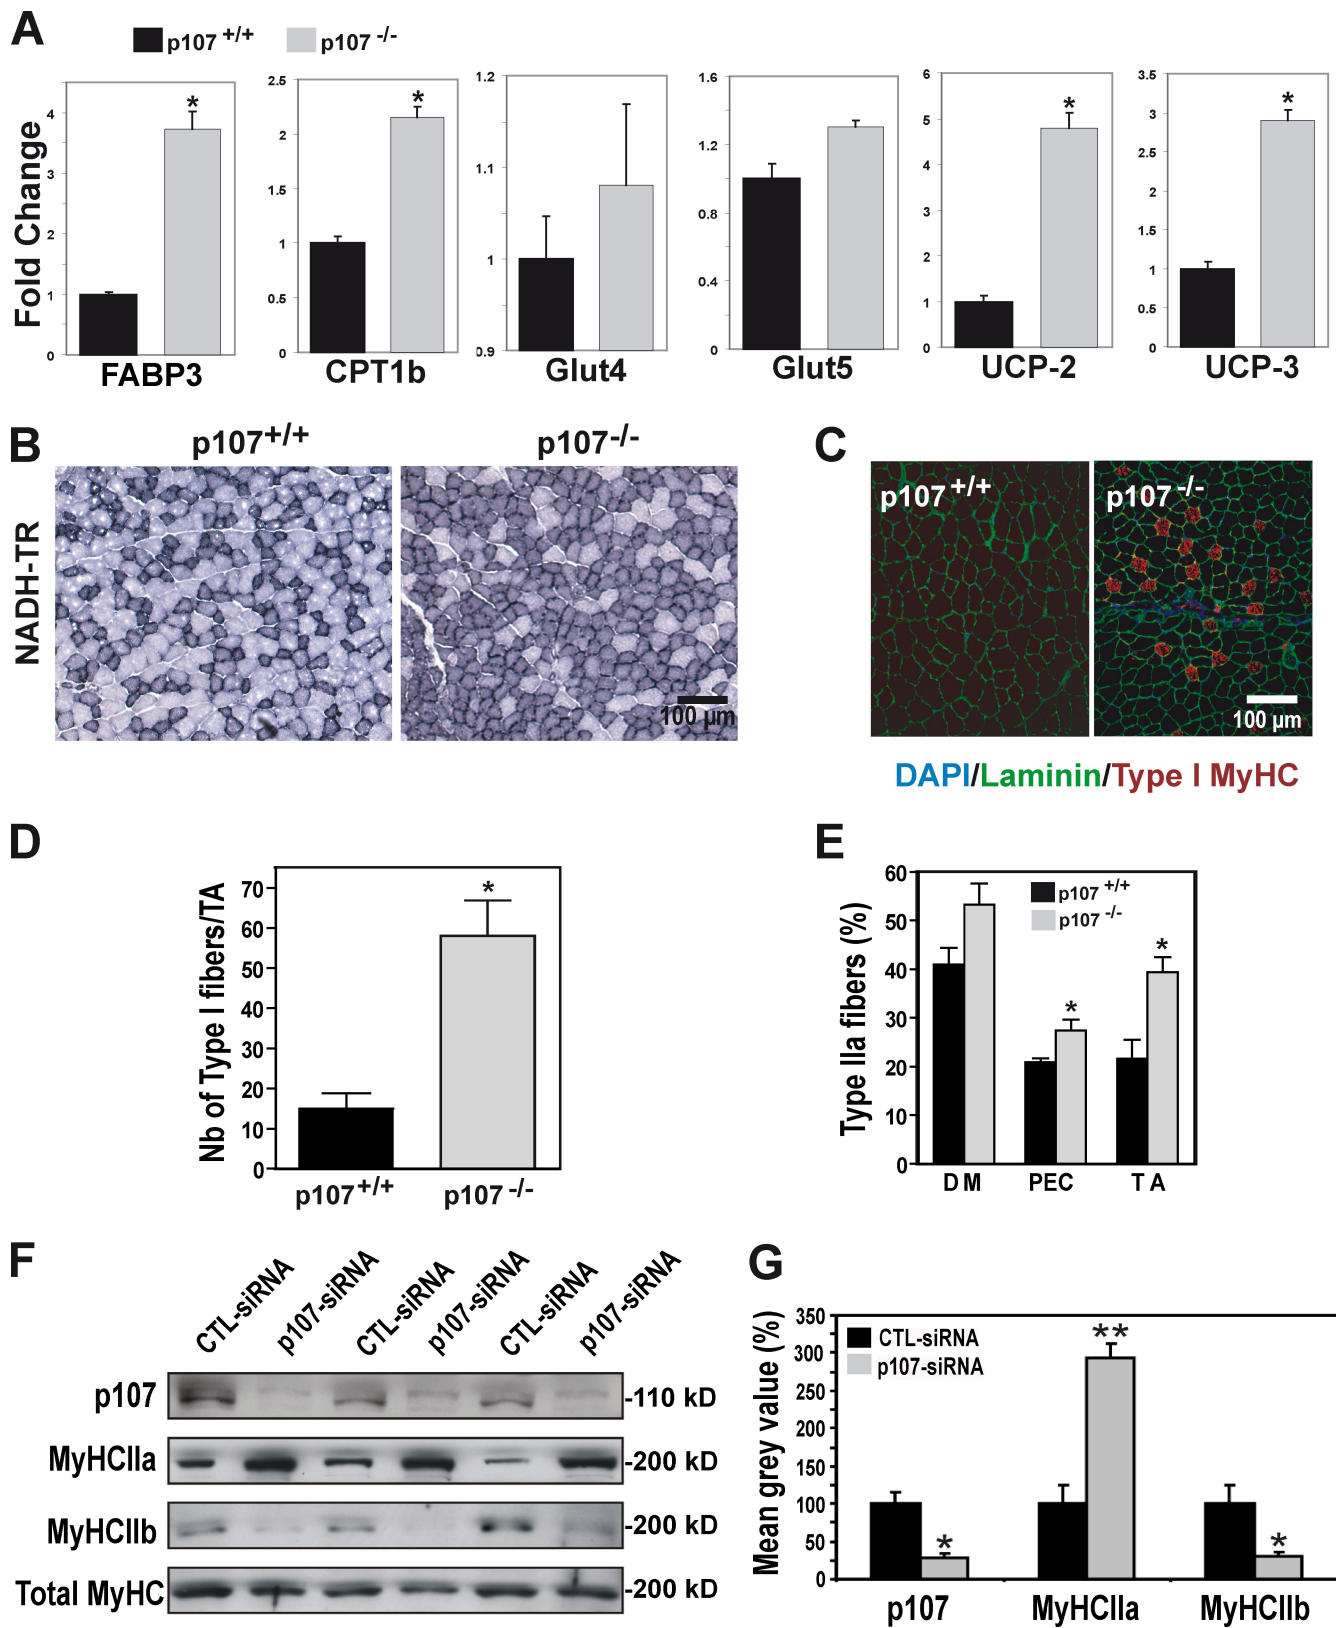 A
p107 +/+ p107 -/-
Fold Change
4
3
2
1
0
2.5
2
1.5
1
0.5
0
1.2
1.1
1
0.9
1.6
1.2
0.8
0.4
0
6
5
4
3
2
1
0
3.5
3
2.5
2
1.5
1
0.5
0
* * * *
FABP3 CPT1b Glut4 Glut5 UCP-2 UCP-3
B
p107+/+ p107-/-
NADH-TR
100 µm
C
p107 +/+ p107 -/-
100 µm
DAPI/Laminin/Type I MyHC
D
Nb of Type I fibers/TA
70
60
50
40
30
20
10
0
*
p107+/+ p107 -/-
E
Type IIa fibers (%)
60
50
40
30
20
10
0
p107 +/+
p107 -/-
* *
DM PEC TA
F
CTL-siRNA p107-siRNA CTL-siRNA p107-siRNA CTL-siRNA p107-siRNA
p107 -110 kD
MyHCIIa -200 kD
MyHCIIb -200 kD
Total MyHC -200 kD
G
Mean grey value (%)
350
300
250
200
150
100
50
0
CTL-siRNA
p107-siRNA
* ** *
p107 MyHCIIa MyHCIIb